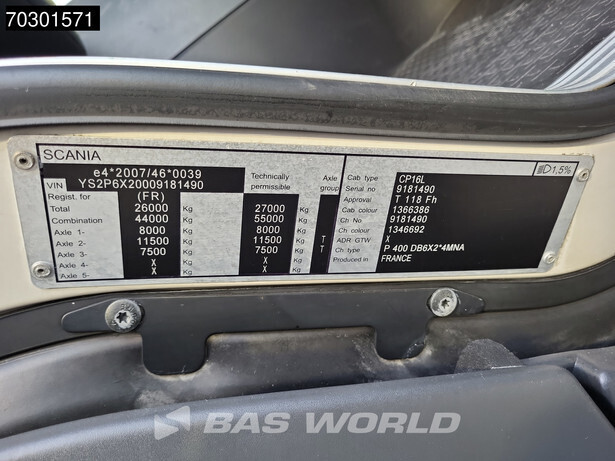 70301571
SCANIA
e4*2007/46*0039
VIN YS2P6X20009181490
Regist. for (FR) Technically permissible Axle group
Total 26000 Kg 27000 Kg
Combination 44000 Kg 55000 Kg
Axle 1- 8000 Kg 8000 Kg
Axle 2- 11500 Kg 11500 Kg T
Axle 3- 7500 Kg 7500 Kg T
Axle 4- X Kg X Kg
Axle 5- X X
Cab type CP16L
Serial no 9181490
Approval T 118 Fh
Cab colour 1366386
Ch No 9181490
Ch. colour 1346692
ADR. GTW X
Ch. type P 400 DB6X2*4MNA
Produced in FRANCE
1,5%
BAS WORLD